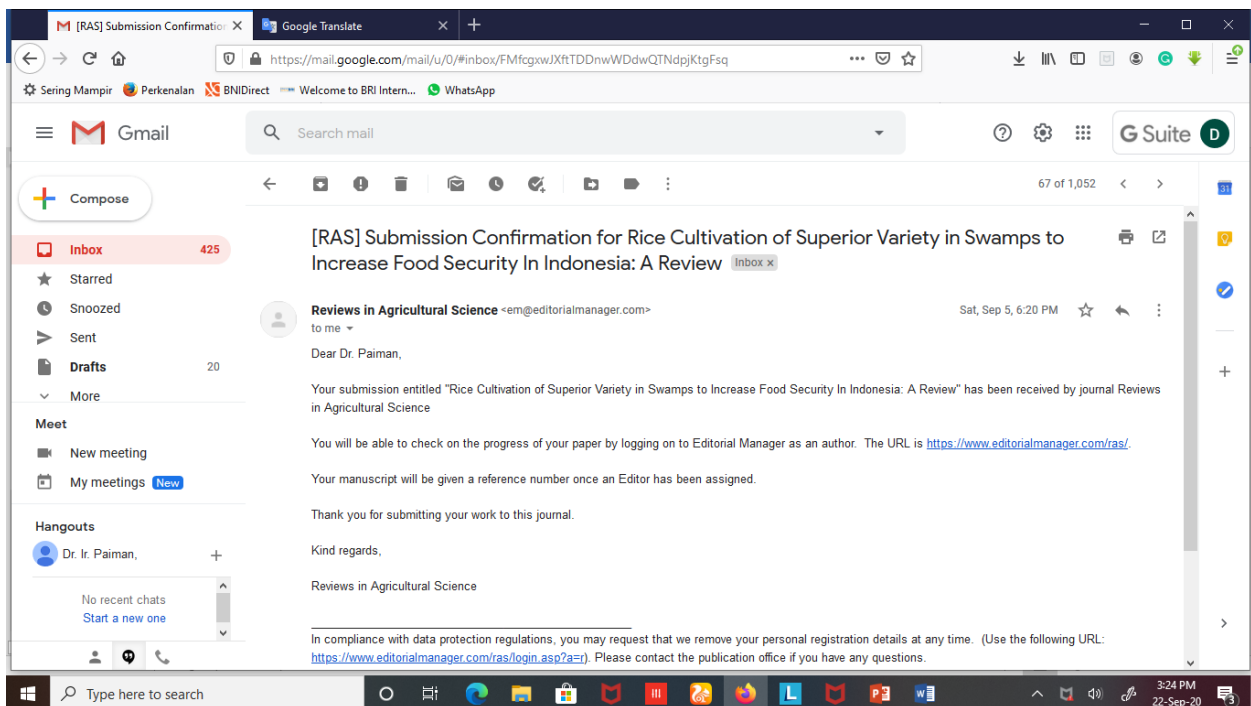 [RAS] Submission Confirmation
Google Translate
https://mail.google.com/mail/u/0/#inbox/FMfcgxwJXftTDDnwWDdwQTNdpjKtgFsq
Sering Mampir
Perkenalan
BNIDirect
Welcome to BRI Intern...
WhatsApp
Gmail
Search mail
G Suite
D
Compose
67 of 1,052
31
Inbox 425
Starred
Snoozed
Sent
Drafts 20
More
Meet
New meeting
My meetings New
Hangouts
Dr. Ir. Paiman,
No recent chats
Start a new one
[RAS] Submission Confirmation for Rice Cultivation of Superior Variety in Swamps to
Increase Food Security In Indonesia: A Review Inbox x
Reviews in Agricultural Science <em@editorialmanager.com>
Sat, Sep 5, 6:20 PM
to me
Dear Dr. Paiman,
Your submission entitled "Rice Cultivation of Superior Variety in Swamps to Increase Food Security In Indonesia: A Review" has been received by journal Reviews
in Agricultural Science
You will be able to check on the progress of your paper by logging on to Editorial Manager as an author. The URL is https://www.editorialmanager.com/ras/.
Your manuscript will be given a reference number once an Editor has been assigned.
Thank you for submitting your work to this journal.
Kind regards,
Reviews in Agricultural Science
In compliance with data protection regulations, you may request that we remove your personal registration details at any time. (Use the following URL:
https://www.editorialmanager.com/ras/login.asp?a=r). Please contact the publication office if you have any questions.
Type here to search
3:24 PM
22-Sep-20